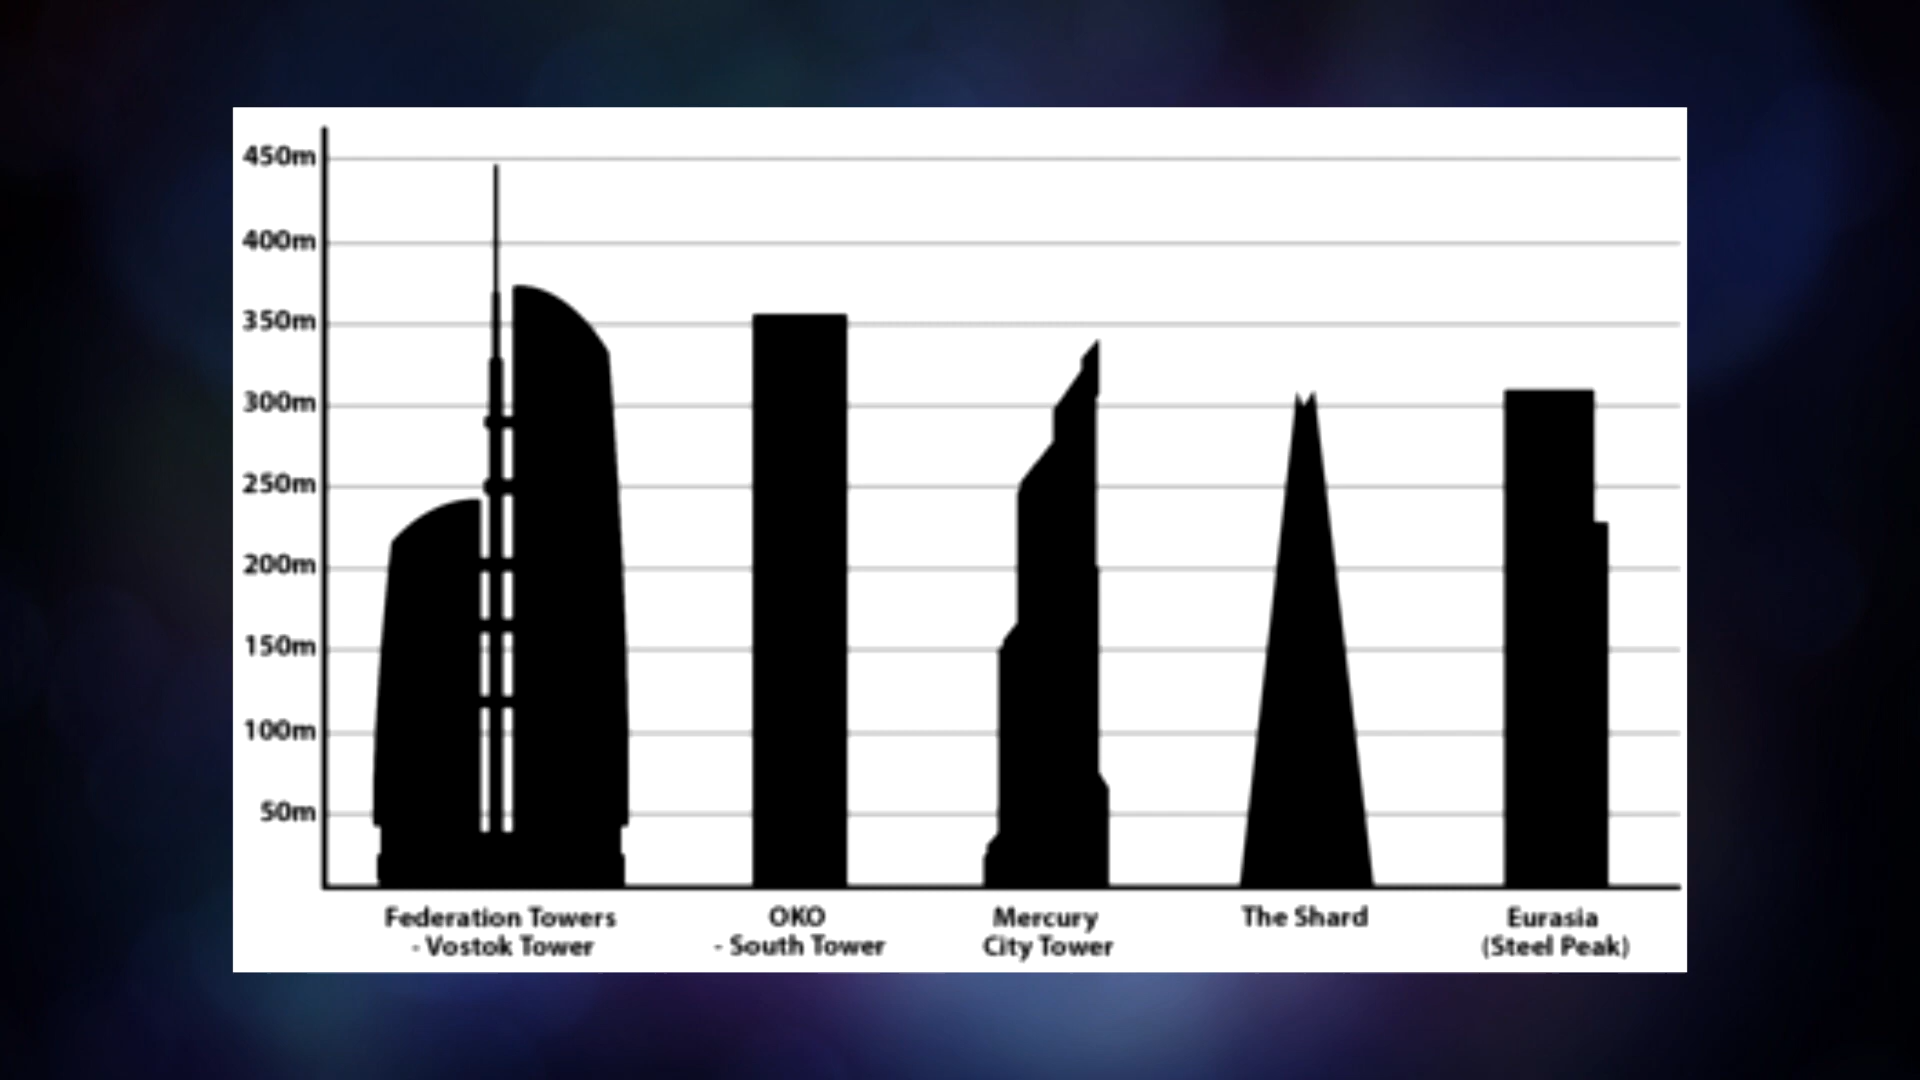 450m
400m
350m
300m
250m
200m
150m
100m
50m
Federation Towers
- Vostok Tower
OKO
- South Tower
Mercury
City Tower
The Shard
Eurasia
(Steel Peak)